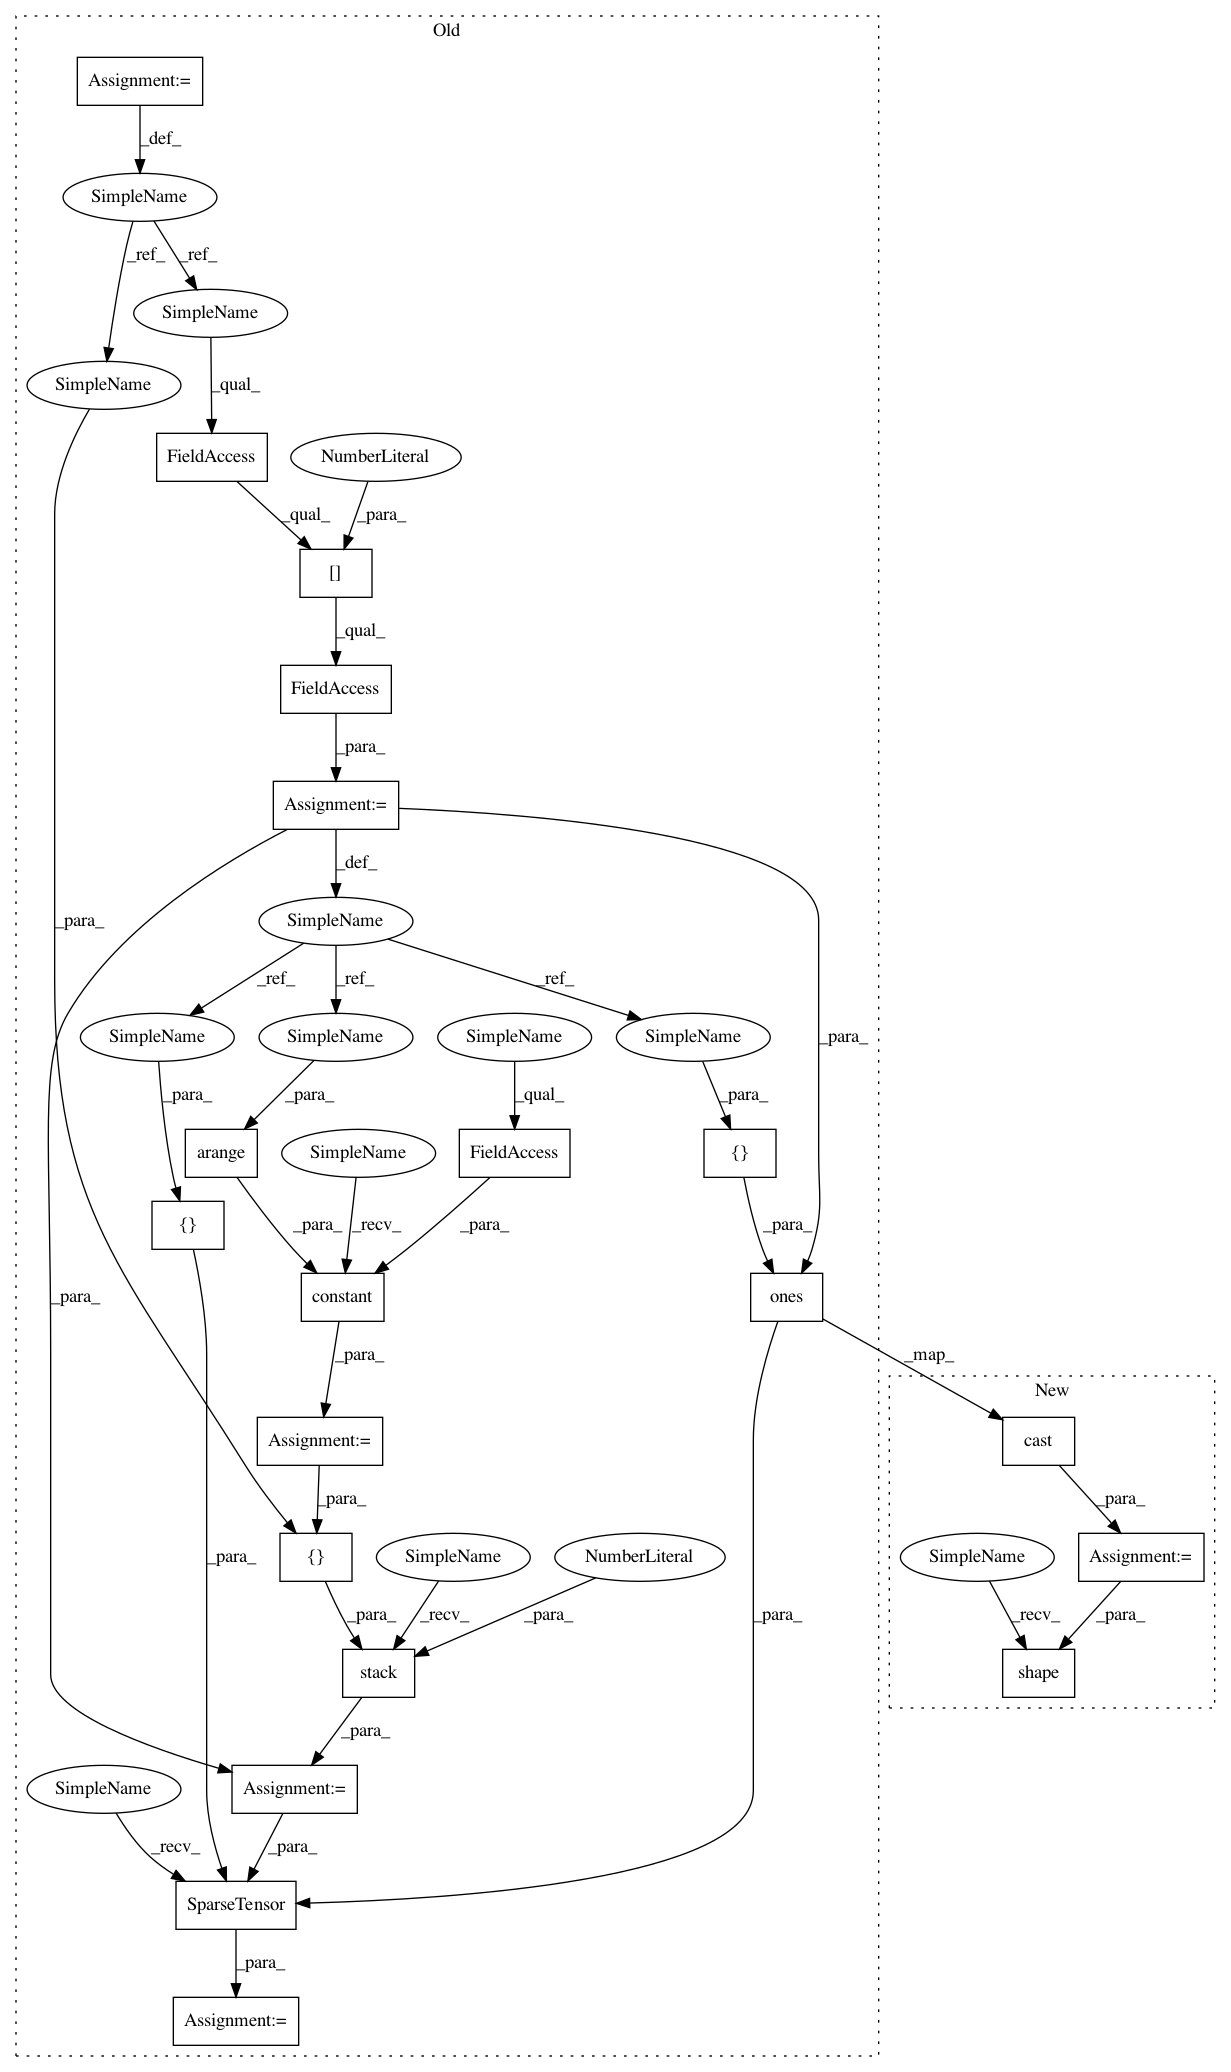 Old
Assignment:=
_def_
SimpleName
_ref_ _ref_
SimpleName
SimpleName
_qual_
FieldAccess NumberLiteral
_qual_ _para_
[]
_qual_
FieldAccess
_para_
Assignment:=
_def_
SimpleName
_para_
_ref_ _ref_ _ref_
SimpleName SimpleName SimpleName SimpleName
_para_
_para_ _para_ _qual_ _para_
arange SimpleName FieldAccess {}
{}
_para_ _recv_ _para_ _para_
_para_
constant ones
_para_ _map_
New
Assignment:= cast
_para_ _para_
_para_
{} SimpleName NumberLiteral SimpleName Assignment:=
_para_ _recv_ _para_ _para_ _recv_ _para_
stack shape
_para_
SimpleName Assignment:=
_recv_ _para_
SparseTensor
_para_
Assignment:=